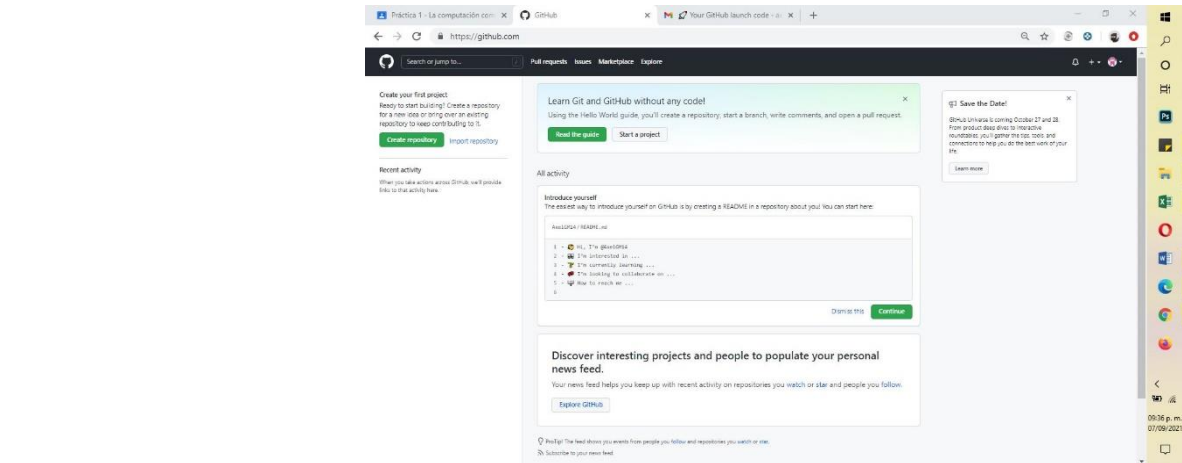 Práctica 1 - La computación com
GitHub
Your GitHub launch code - a
https://github.com
Search or jump to...
/
Pull requests Issues Marketplace Explore
Create your first project
Ready to start building? Create a repository
for a new idea or bring over an existing
repository to keep contributing to it.
Create repository
Import repository
Recent activity
When you take actions across GitHub, we'll provide
links to that activity here.
Learn Git and GitHub without any code!
Using the Hello World guide, you'll create a repository, start a branch, write comments, and open a pull request.
Read the guide
Start a project
All activity
Introduce yourself
The easiest way to introduce yourself on GitHub is by creating a README in a repository about you! You can start here:
/ README.md
1 - 👋 Hi, I'm
2 - 👀 I'm interested in ...
3 - 🌱 I'm currently learning ...
4 - 💞️ I'm looking to collaborate on ...
5 - 📫 How to reach me ...
6
Dismiss this
Continue
Discover interesting projects and people to populate your personal
news feed.
Your news feed helps you keep up with recent activity on repositories you watch or star and people you follow.
Explore GitHub
ProTip! The feed shows you events from people you follow and repositories you watch or star.
Subscribe to your news feed
Save the Date!
GitHub Universe is coming October 27 and 28.
From product deep dives to interactive
roundtables, you'll gather the tips, tools, and
connections to help you do the best work of your
life.
Learn more
Ps
09:36 p. m.
07/09/2021